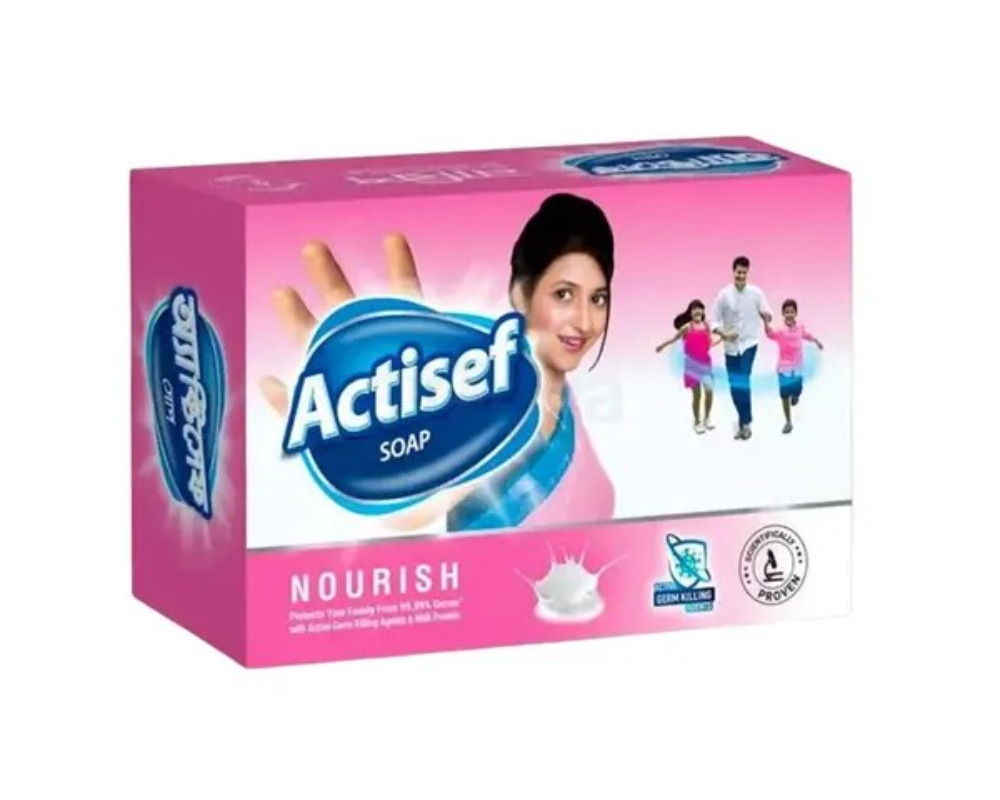 Actisef
SOAP
NOURISH
Protects Your Family From 99.99% Germs*
with Active Germ Killing Agents & Milk Protein
GERM KILLING
SCIENTIFICALLY
PROVEN